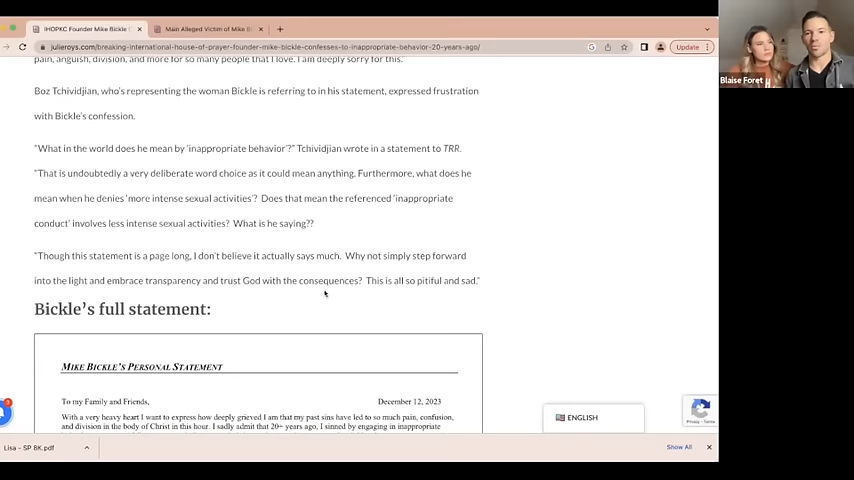 IHOPKC Founder Mike Bickle C
Main Alleged Victim of Mike B
julieroys.com/breaking-international-house-of-prayer-founder-mike-bickle-confesses-to-inappropriate-behavior-20-years-ago/
Update
Blaise Foret
pain, anguish, division, and more for so many people that I love. I am deeply sorry for this."
Boz Tchividjian, who's representing the woman Bickle is referring to in his statement, expressed frustration
with Bickle's confession.
"What in the world does he mean by 'inappropriate behavior'?" Tchividjian wrote in a statement to TRR.
"That is undoubtedly a very deliberate word choice as it could mean anything. Furthermore, what does he
mean when he denies 'more intense sexual activities'? Does that mean the referenced 'inappropriate
conduct' involves less intense sexual activities? What is he saying??
"Though this statement is a page long, I don't believe it actually says much. Why not simply step forward
into the light and embrace transparency and trust God with the consequences? This is all so pitiful and sad."
Bickle's full statement:
MIKE BICKLE'S PERSONAL STATEMENT
To my Family and Friends,
December 12, 2023
With a very heavy heart I want to express how deeply grieved I am that my past sins have led to so much pain, confusion,
and division in the body of Christ in this hour. I sadly admit that 20+ years ago, I sinned by engaging in inappropriate
3
ENGLISH
Privacy - Terms
Lisa – SP 8K.pdf
Show All